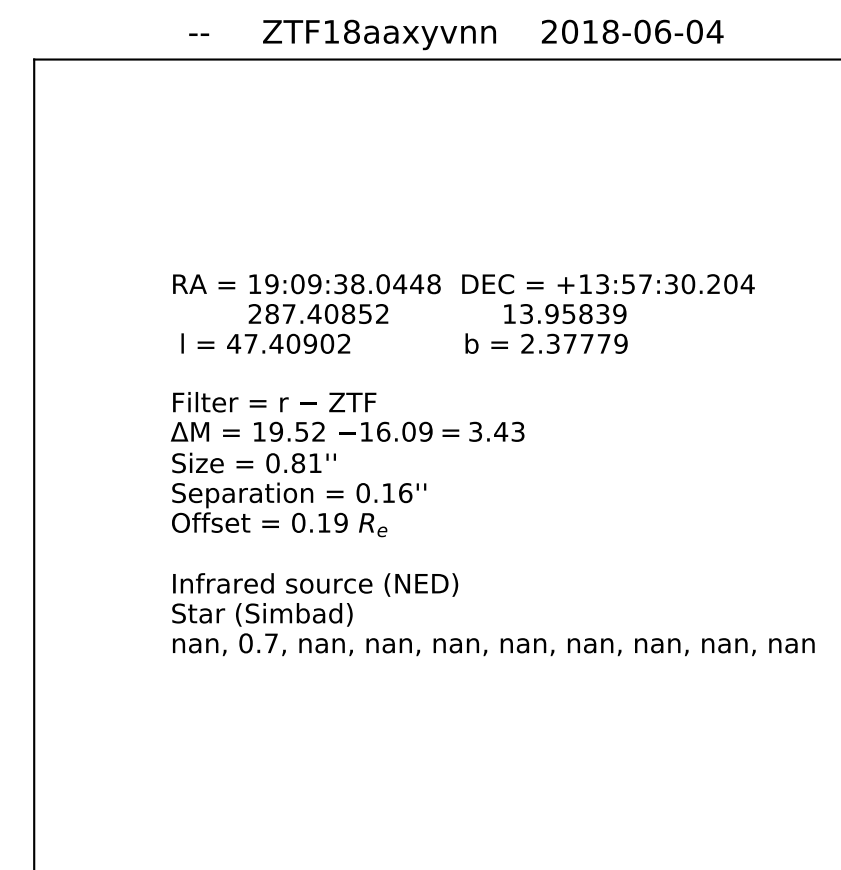 -- ZTF18aaxyvnn 2018-06-04
RA = 19:09:38.0448 DEC = +13:57:30.204
287.40852 13.95839
l = 47.40902 b = 2.37779
Filter = r − ZTF
ΔM = 19.52 −16.09 = 3.43
Size = 0.81''
Separation = 0.16''
Offset = 0.19 Re
Infrared source (NED)
Star (Simbad)
nan, 0.7, nan, nan, nan, nan, nan, nan, nan, nan